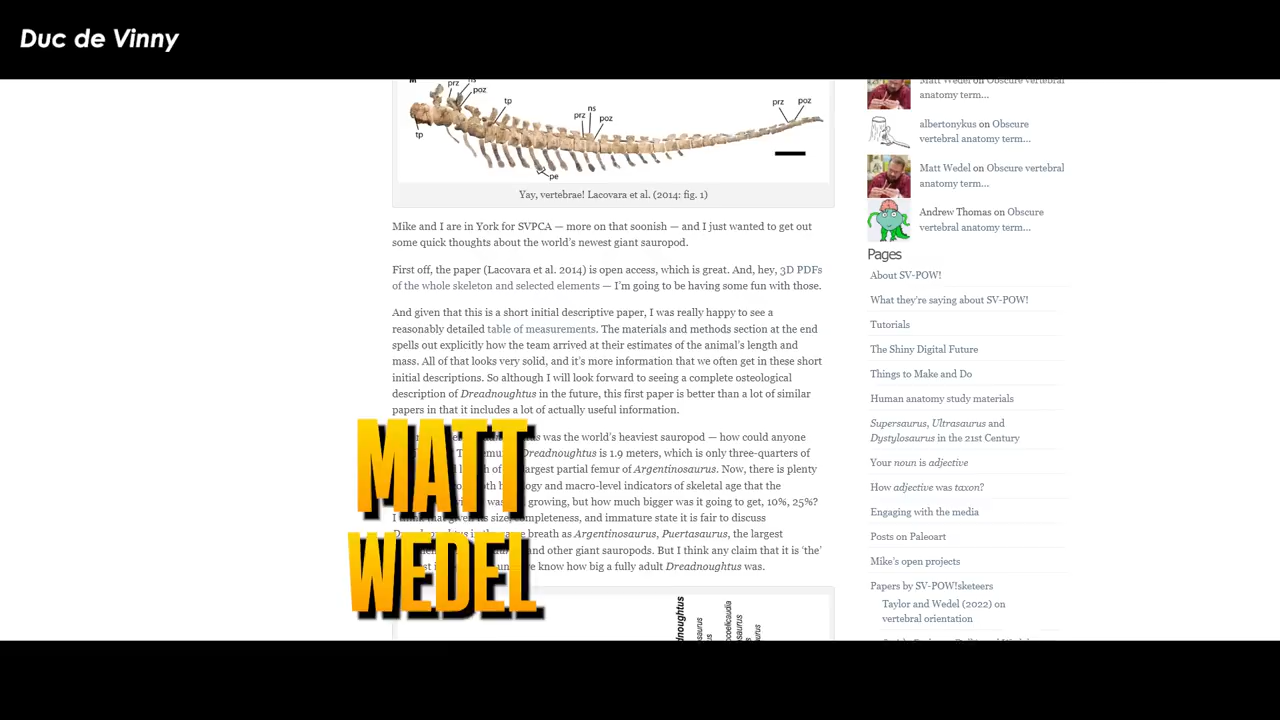 Duc de Vinny
prz
poz
tp
tp
ns
prz
poz
prz
poz
pe
Yay, vertebrae! Lacovara et al. (2014: fig. 1)
Mike and I are in York for SVPCA — more on that soonish — and I just wanted to get out
some quick thoughts about the world's newest giant sauropod.
First off, the paper (Lacovara et al. 2014) is open access, which is great. And, hey, 3D PDFs
of the whole skeleton and selected elements — I'm going to be having some fun with those.
And given that this is a short initial descriptive paper, I was really happy to see a
reasonably detailed table of measurements. The materials and methods section at the end
spells out explicitly how the team arrived at their estimates of the animal's length and
mass. All of that looks very solid, and it's more information that we often get in these short
initial descriptions. So although I will look forward to seeing a complete osteological
description of Dreadnoughtus in the future, this first paper is better than a lot of similar
papers in that it includes a lot of actually useful information.
was the world's heaviest sauropod — how could anyone
Dreadnoughtus is 1.9 meters, which is only three-quarters of
largest partial femur of Argentinosaurus. Now, there is plenty
and macro-level indicators of skeletal age that the
growing, but how much bigger was it going to get, 10%, 25%?
size, completeness, and immature state it is fair to discuss
breath as Argentinosaurus, Puertasaurus, the largest
and other giant sauropods. But I think any claim that it is 'the'
know how big a fully adult Dreadnoughtus was.
MATT
WEDEL
Matt Wedel on Obscure vertebral
anatomy term...
albertonykus on Obscure
vertebral anatomy term...
Matt Wedel on Obscure vertebral
anatomy term...
Andrew Thomas on Obscure
vertebral anatomy term...
Pages
About SV-POW!
What they're saying about SV-POW!
Tutorials
The Shiny Digital Future
Things to Make and Do
Human anatomy study materials
Supersaurus, Ultrasaurus and
Dystylosaurus in the 21st Century
Your noun is adjective
How adjective was taxon?
Engaging with the media
Posts on Paleoart
Mike's open projects
Papers by SV-POW!sketeers
Taylor and Wedel (2022) on
vertebral orientation